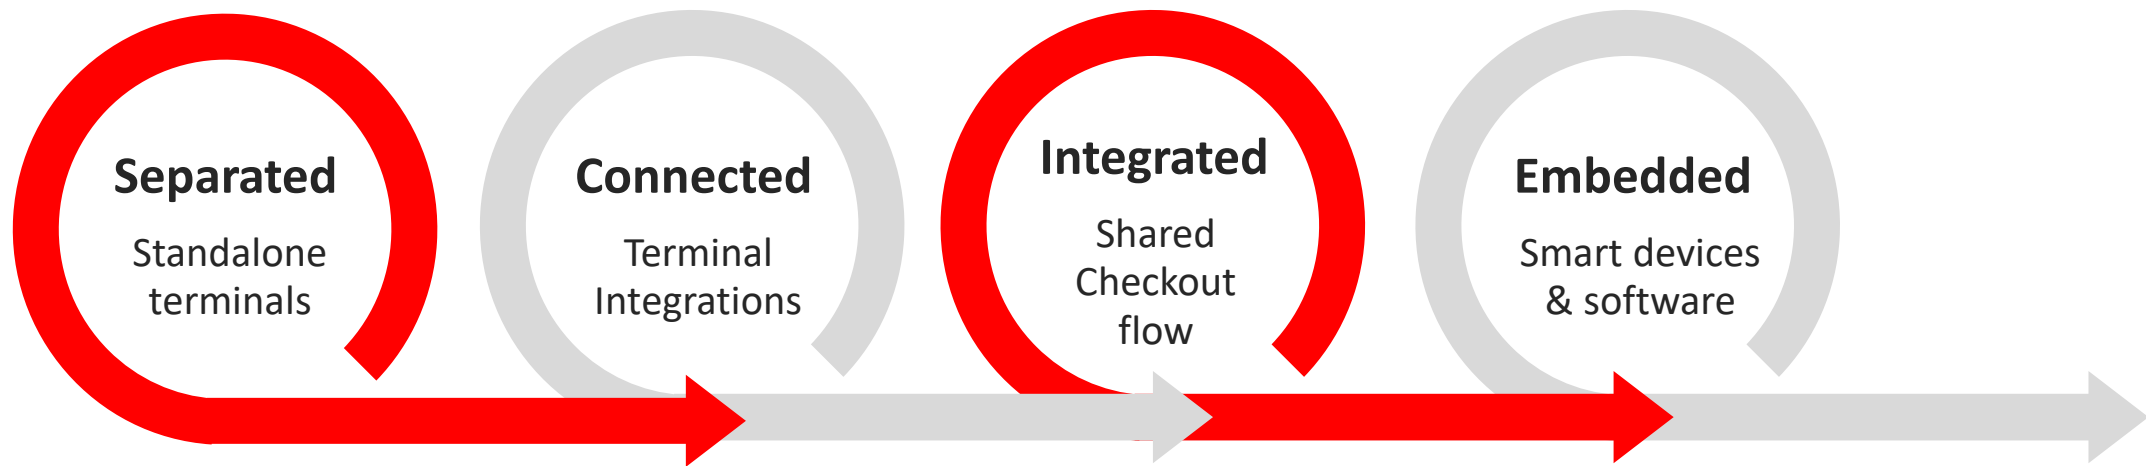 Separated
Standalone
terminals
Connected
Terminal
Integrations
Integrated
Shared
Checkout
flow
Embedded
Smart devices
& software